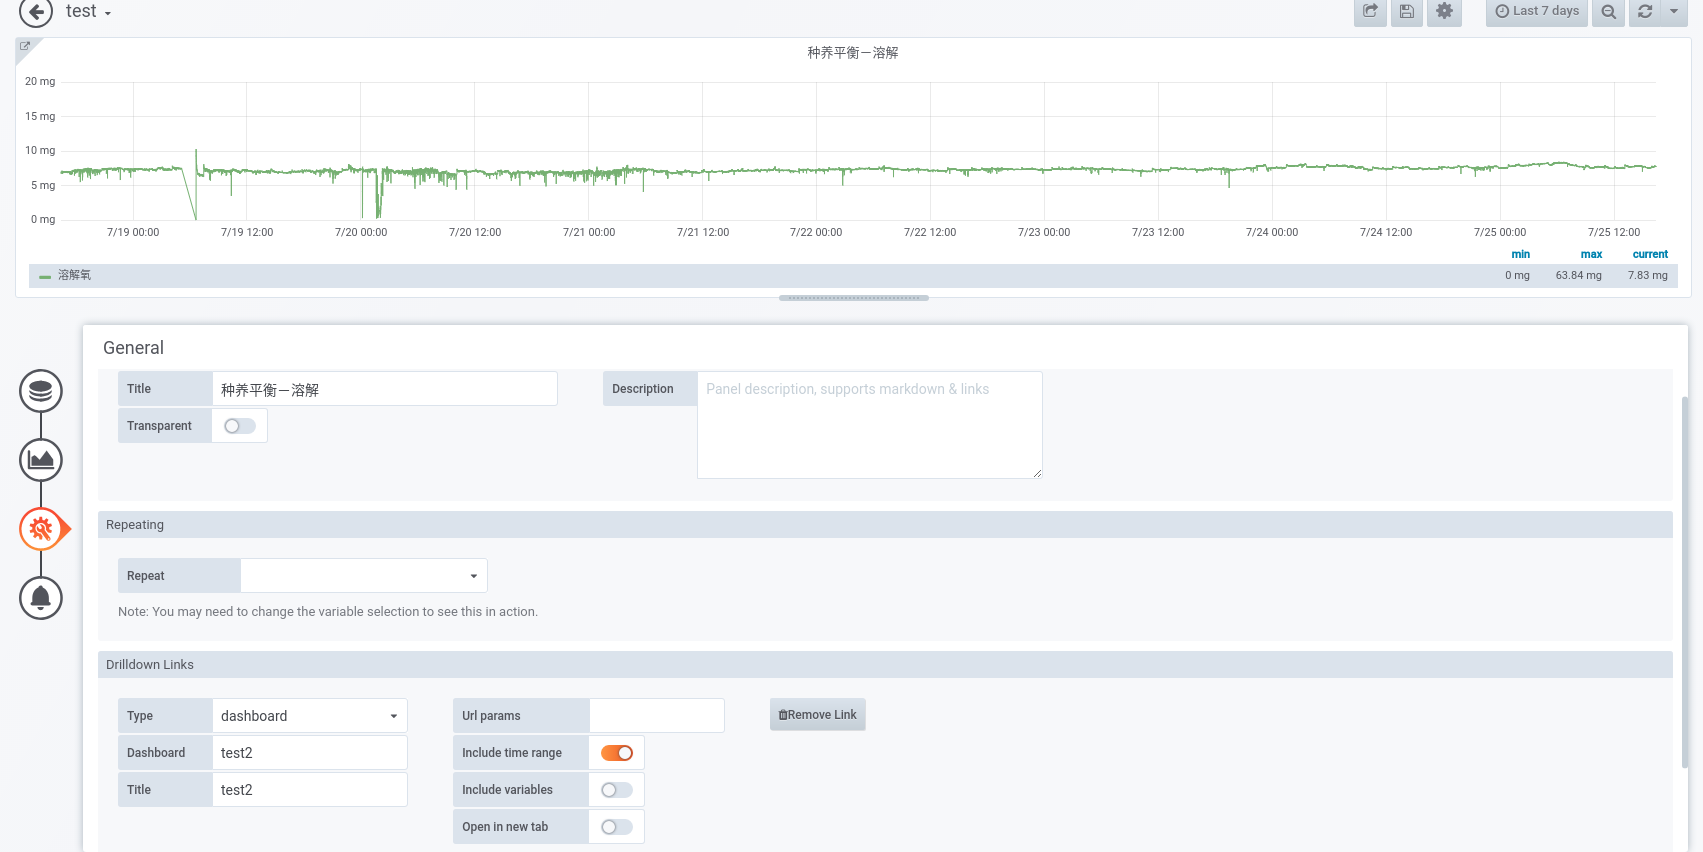 test
Last 7 days
种养平衡－溶解
20 mg
15 mg
10 mg
5 mg
0 mg
7/19 00:00 7/19 12:00 7/20 00:00 7/20 12:00 7/21 00:00 7/21 12:00 7/22 00:00 7/22 12:00 7/23 00:00 7/23 12:00 7/24 00:00 7/24 12:00 7/25 00:00 7/25 12:00
min max current
溶解氧 0 mg 63.84 mg 7.83 mg
General
Title 种养平衡－溶解 Description Panel description, supports markdown & links
Transparent
Repeating
Repeat
Note: You may need to change the variable selection to see this in action.
Drilldown Links
Type dashboard Url params Remove Link
Dashboard test2 Include time range
Title test2 Include variables
Open in new tab